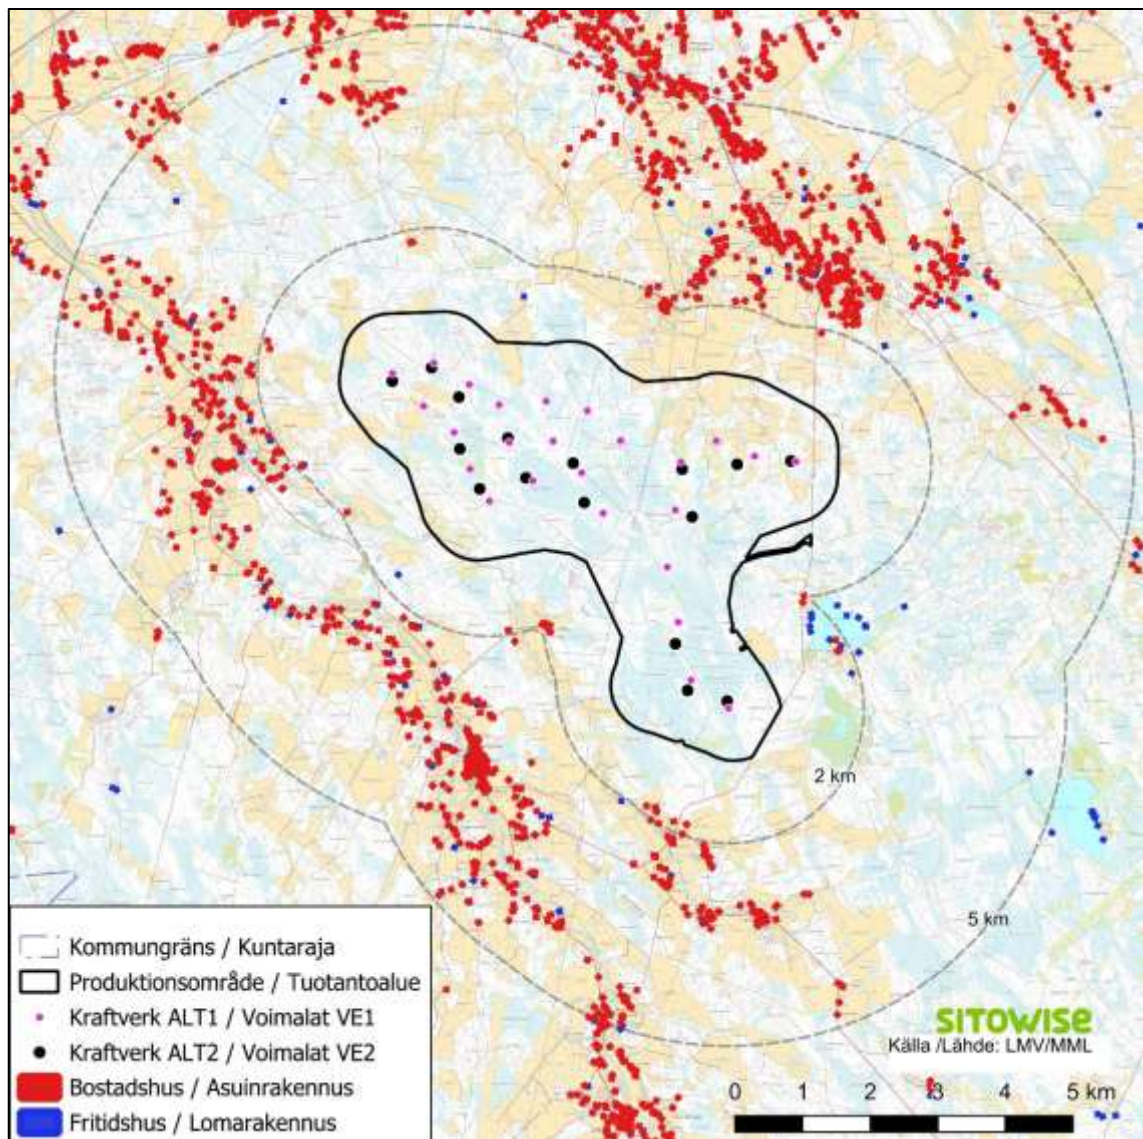 2 km
5 km
Kommungräns / Kuntaraja
Produktionsområde / Tuotantoalue
Kraftverk ALT1 / Voimalat VE1
Kraftverk ALT2 / Voimalat VE2
Bostadshus / Asuinrakennus
Fritidshus / Lomarakennus
SITOWISE
Källa /Lähde: LMV/MML
0 1 2 3 4 5 km